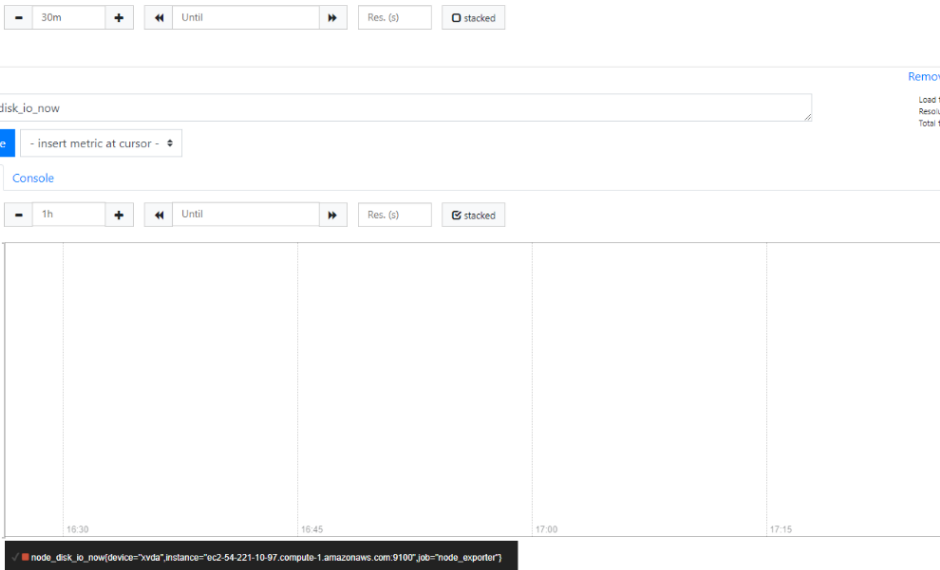 30m Until Res. (s) stacked
Remov
disk_io_now
Load t
Resolu
Total t
e - insert metric at cursor -
Console
1h Until Res. (s) stacked
16:30 16:45 17:00 17:15
node_disk_io_now{device="xvda",instance="ec2-54-221-10-97.compute-1.amazonaws.com:9100",job="node_exporter"}